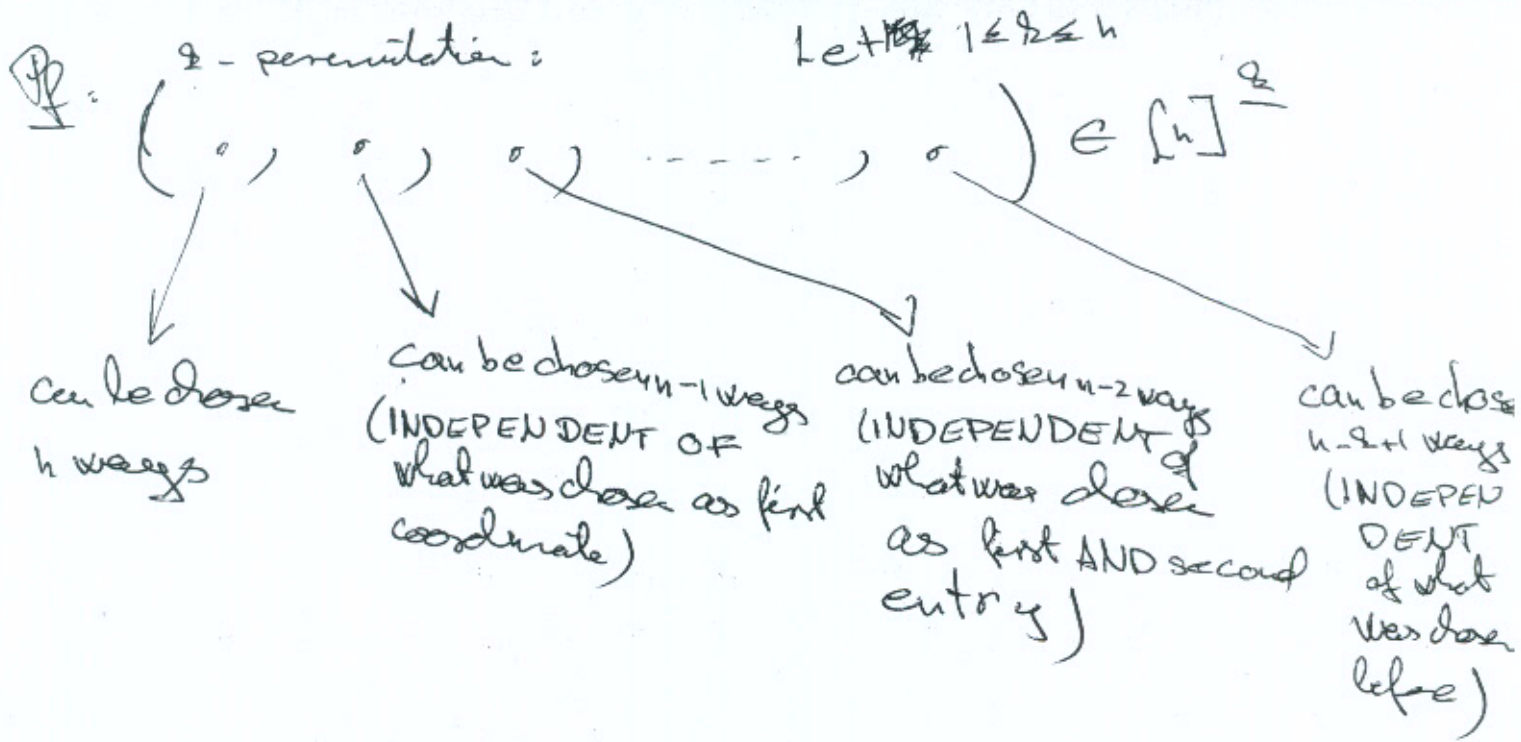 Pf: k-permutation: Let 1≤k≤n
( · , · , · , ------ , · ) ∈ [n]^{\underline{k}}
can be chosen
n ways
can be chosen n-1 ways
(INDEPENDENT OF
what was chosen as first
coordinate)
can be chosen n-2 ways
(INDEPENDENT of
what was chosen
as first AND second
entry)
can be chose
n-k+1 ways
(INDEPEN
DENT
of what
was chosen
before)